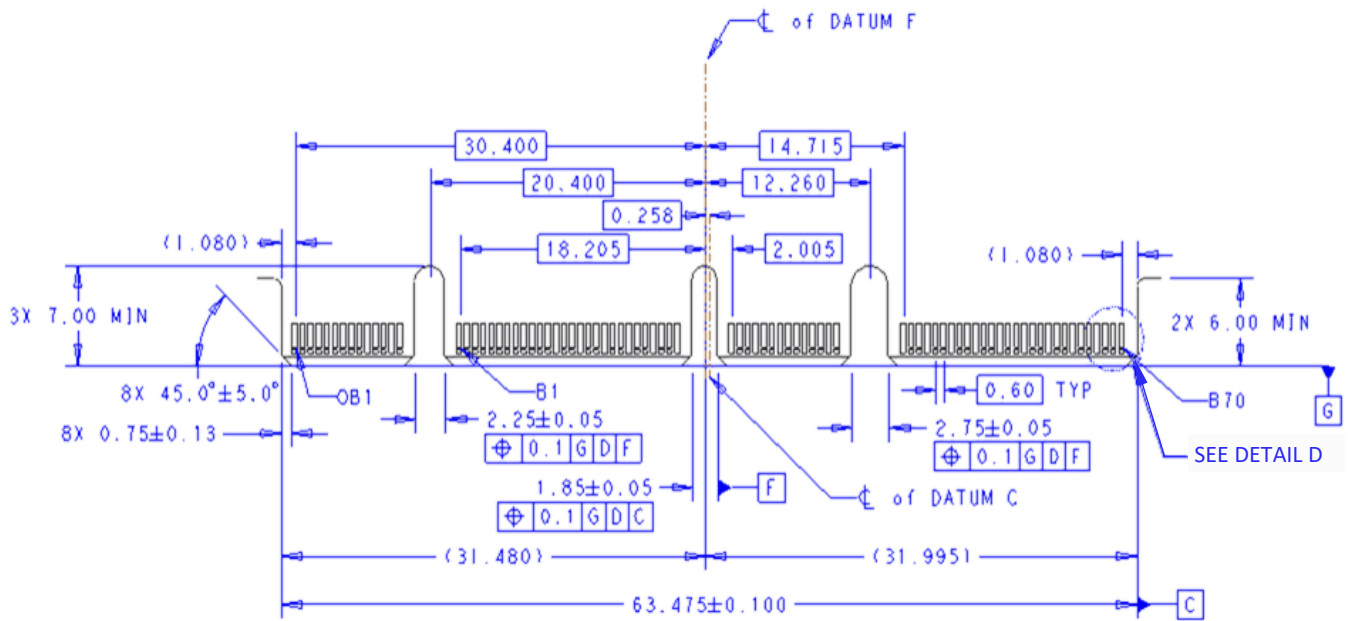 ℄ of DATUM F
30.400
14.715
20.400
12.260
0.258
(1.080)
18.205
2.005
(1.080)
3X 7.00 MIN
2X 6.00 MIN
8X 45.0°±5.0°
OB1
B1
0.60 TYP
B70
G
8X 0.75±0.13
2.25±0.05
⌖ 0.1 G D F
2.75±0.05
⌖ 0.1 G D F
SEE DETAIL D
1.85±0.05
F
⌖ 0.1 G D C
℄ of DATUM C
(31.480)
(31.995)
63.475±0.100
C